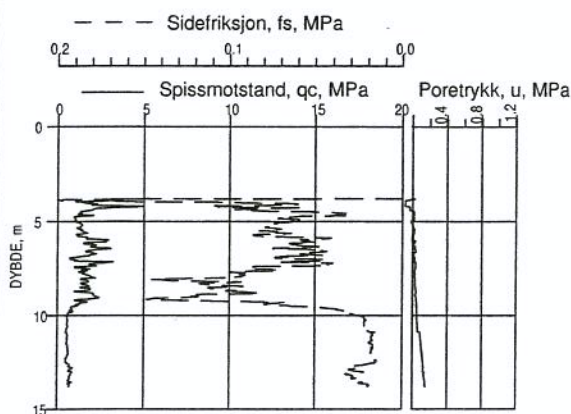 Sidefriksjon, fs, MPa
0,2 0,1 0,0
Spissmotstand, qc, MPa Poretrykk, u, MPa
0 5 10 15 20 0,4 0,8 1,2
0
5
10
15
DYBDE, m